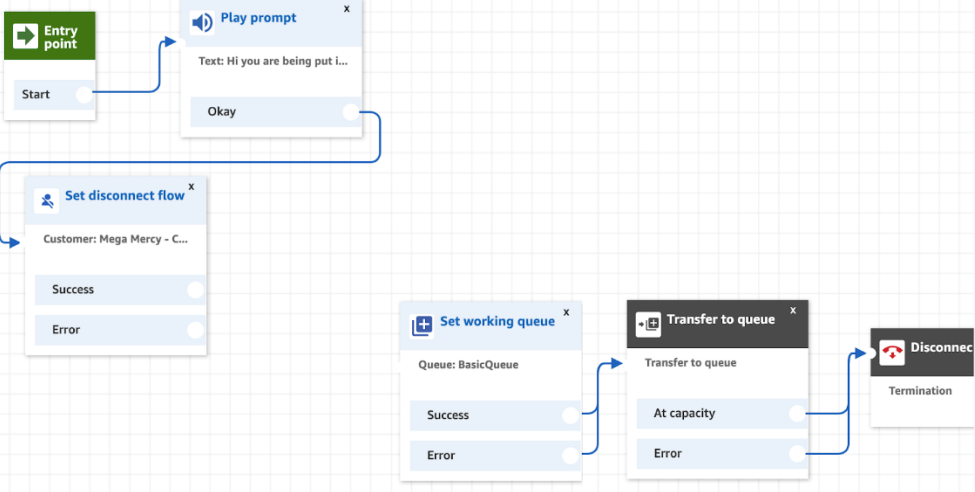 Entry
point
Start
Play prompt
x
Text: Hi you are being put i...
Okay
Set disconnect flow
x
Customer: Mega Mercy - C...
Success
Error
Set working queue
x
Queue: BasicQueue
Success
Error
Transfer to queue
x
Transfer to queue
At capacity
Error
Disconnec
Termination